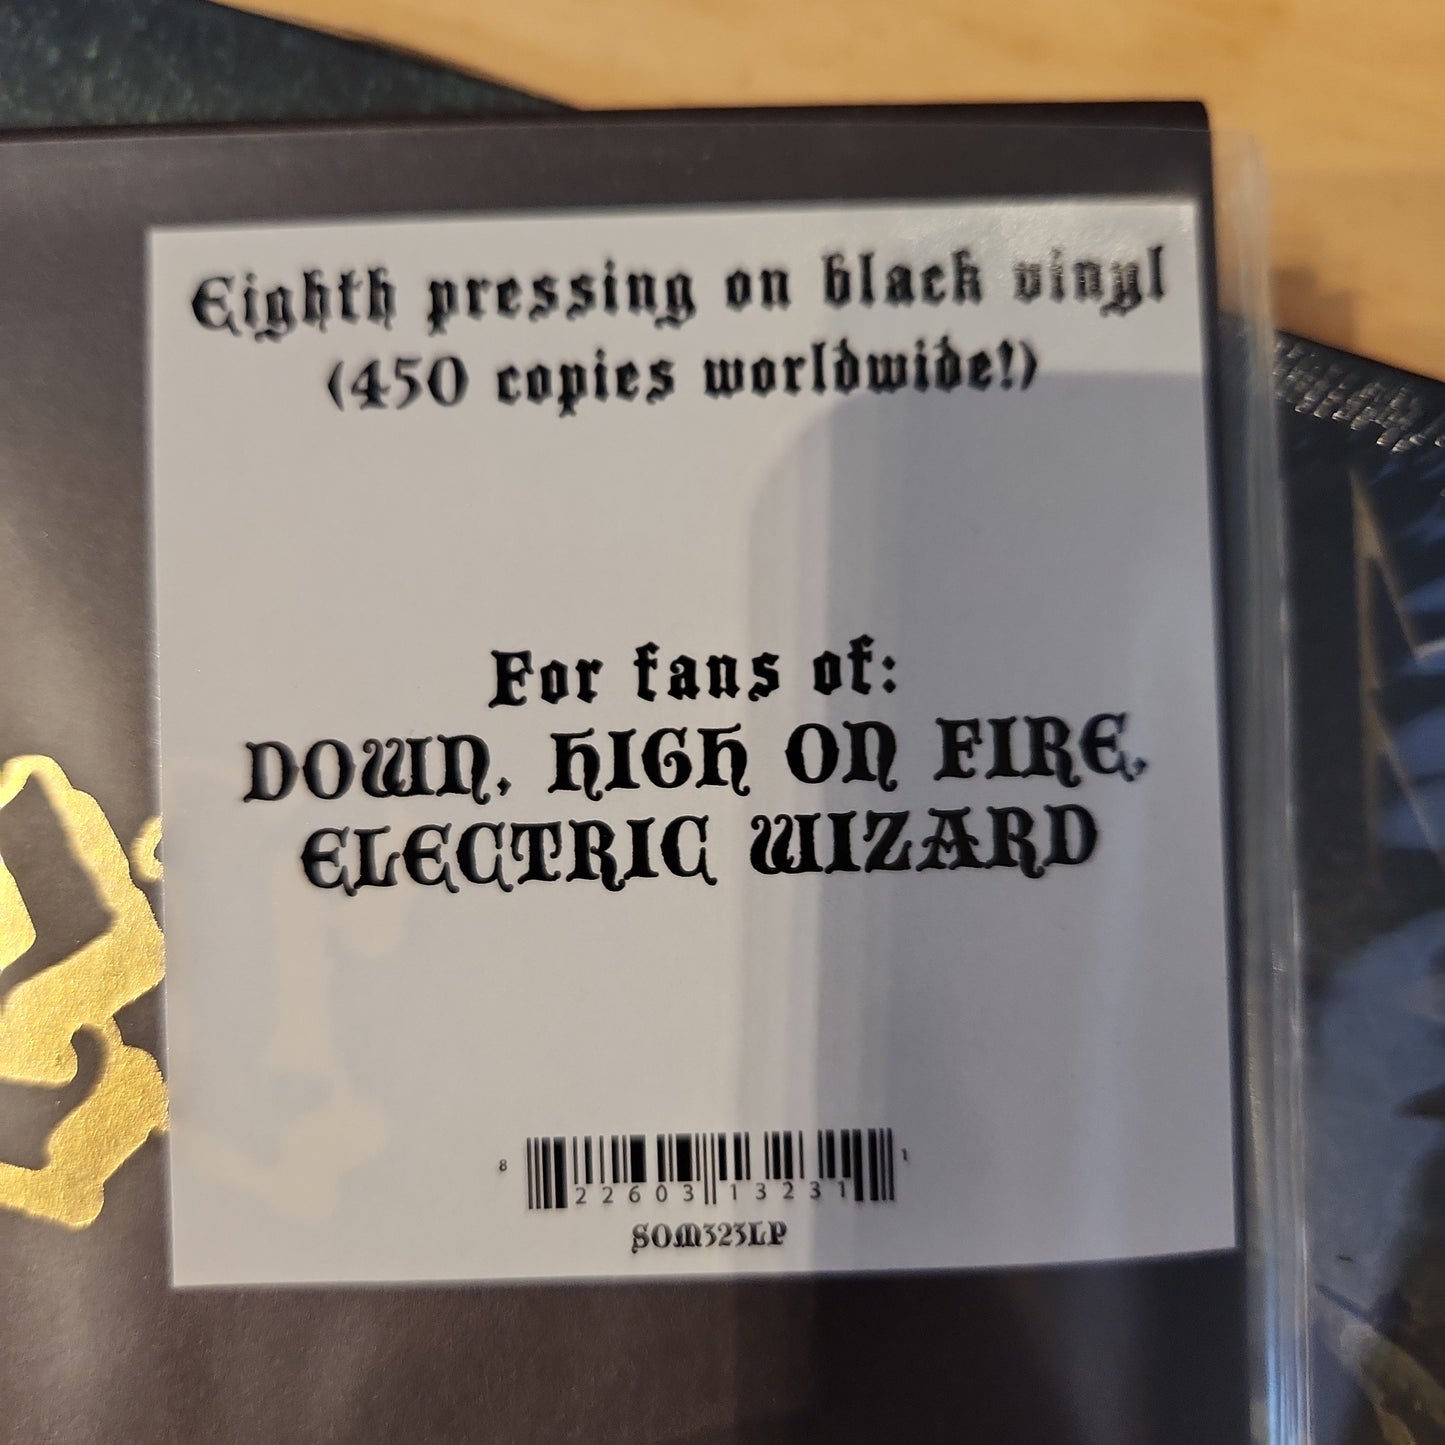 Eighth pressing on black vinyl
(450 copies worldwide!)
For fans of:
DOWN, HIGH ON FIRE,
ELECTRIC WIZARD
8 22603 13231 1
SOM323LP